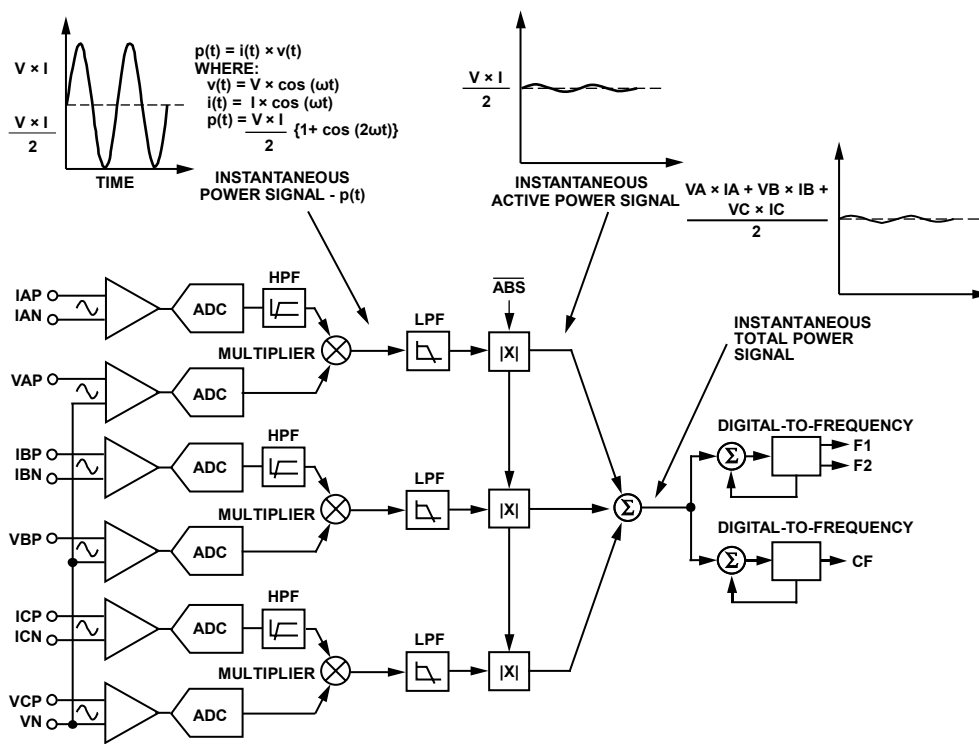 V × I
V × I
2
TIME
p(t) = i(t) × v(t)
WHERE:
v(t) = V × cos (ωt)
i(t) = I × cos (ωt)
p(t) = V × I
2
{1+ cos (2ωt)}
INSTANTANEOUS
POWER SIGNAL - p(t)
V × I
2
INSTANTANEOUS
ACTIVE POWER SIGNAL
VA × IA + VB × IB +
VC × IC
2
INSTANTANEOUS
TOTAL POWER
SIGNAL
IAP
IAN
ADC
HPF
MULTIPLIER
LPF
ABS
|X|
VAP
ADC
IBP
IBN
ADC
HPF
MULTIPLIER
LPF
|X|
Σ
VBP
ADC
DIGITAL-TO-FREQUENCY
Σ
F1
F2
DIGITAL-TO-FREQUENCY
Σ
CF
ICP
ICN
ADC
HPF
MULTIPLIER
LPF
|X|
VCP
VN
ADC